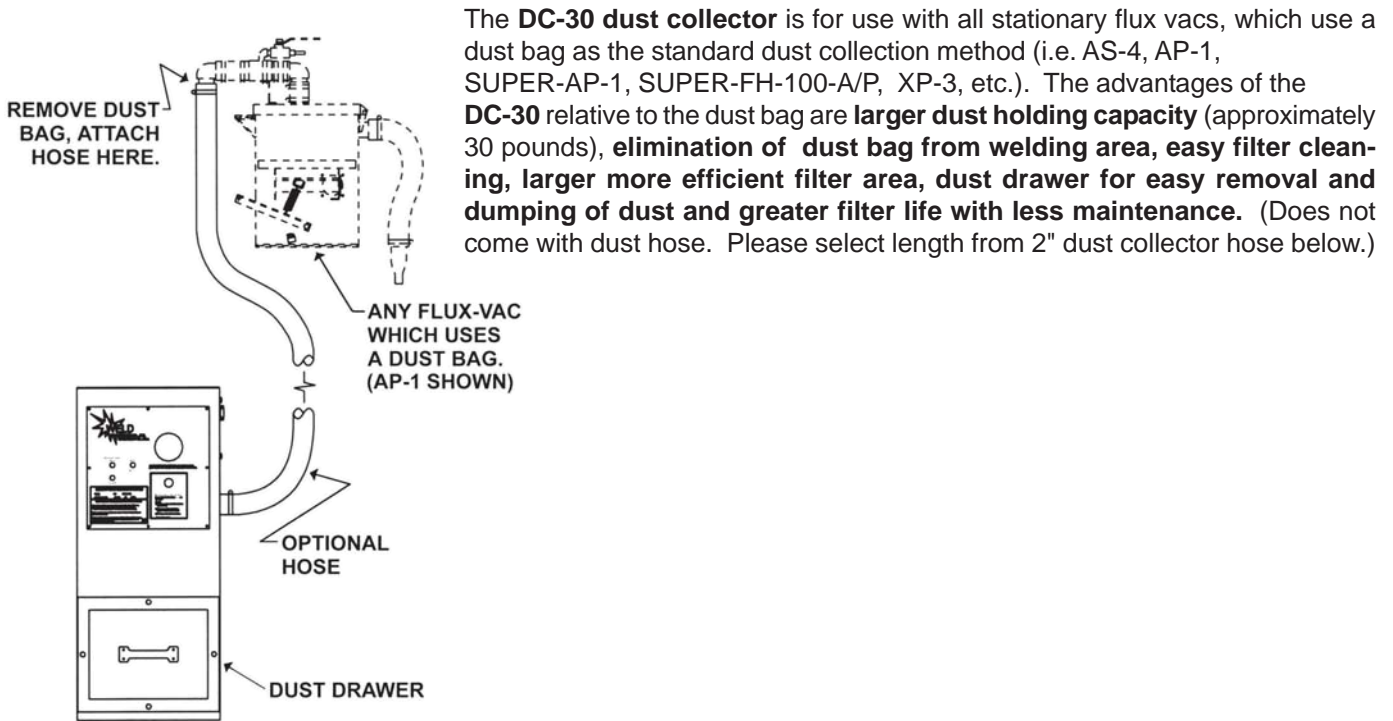 The DC-30 dust collector is for use with all stationary flux vacs, which use a
dust bag as the standard dust collection method (i.e. AS-4, AP-1,
SUPER-AP-1, SUPER-FH-100-A/P,  XP-3, etc.).  The advantages of the
DC-30 relative to the dust bag are larger dust holding capacity (approximately
30 pounds), elimination of  dust bag from welding area, easy filter clean-
ing, larger more efficient filter area, dust drawer for easy removal and
dumping of dust and greater filter life with less maintenance.  (Does not
come with dust hose.  Please select length from 2" dust collector hose below.)
REMOVE DUST
BAG, ATTACH
HOSE HERE.
ANY FLUX-VAC
WHICH USES
A DUST BAG.
(AP-1 SHOWN)
OPTIONAL
HOSE
DUST DRAWER